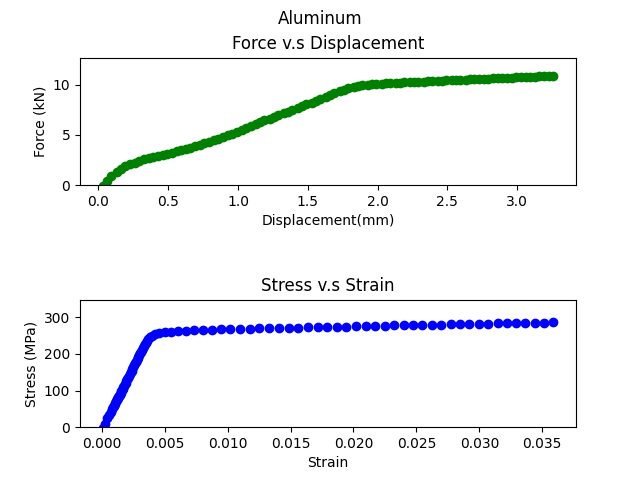 Aluminum
Force v.s Displacement
Force (kN)
10
5
0
0.0 0.5 1.0 1.5 2.0 2.5 3.0
Displacement(mm)
Stress v.s Strain
Stress (MPa)
300
200
100
0
0.000 0.005 0.010 0.015 0.020 0.025 0.030 0.035
Strain